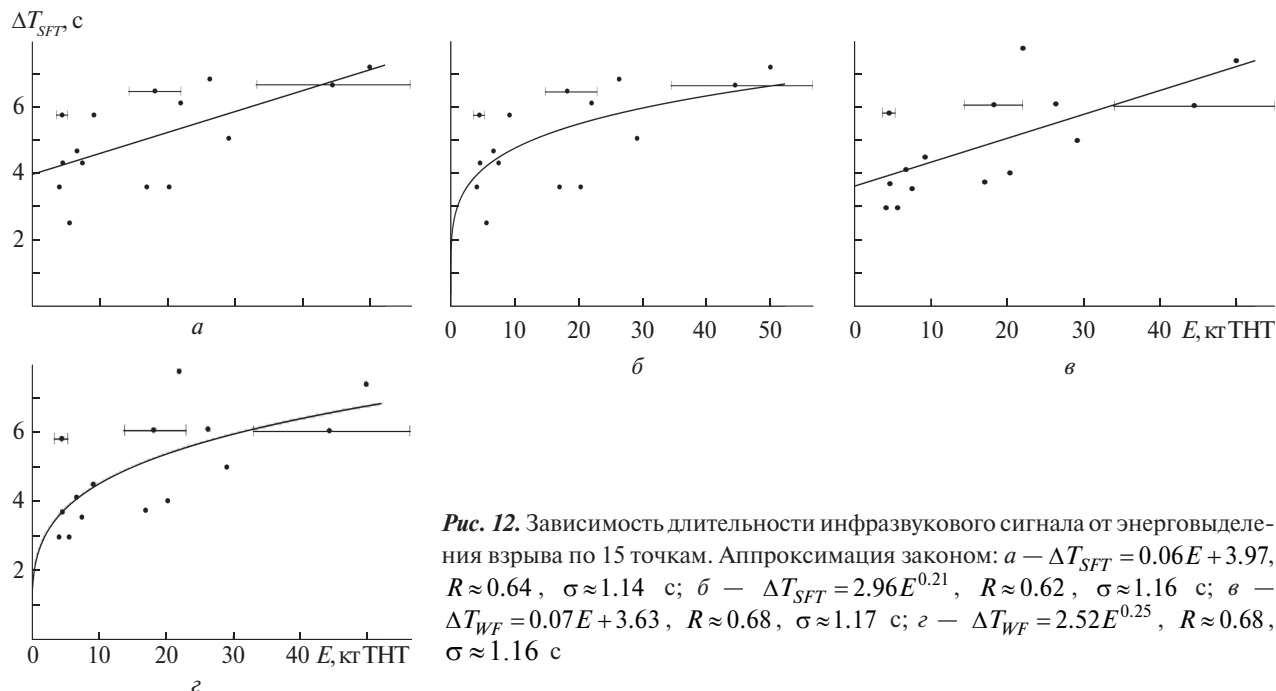 ΔT_SFT, с
6
4
2
а
0 10 20 30 40 50
б
0 10 20 40 E, кт ТНТ
в
6
4
2
0 10 20 30 40 E, кт ТНТ
г
Рис. 12. Зависимость длительности инфразвукового сигнала от энерговыделе-
ния взрыва по 15 точкам. Аппроксимация законом: а — ΔT_SFT = 0.06E + 3.97,
R ≈ 0.64 , σ ≈ 1.14 с; б — ΔT_SFT = 2.96E^0.21, R ≈ 0.62 , σ ≈ 1.16 с; в —
ΔT_WF = 0.07E + 3.63 , R ≈ 0.68 , σ ≈ 1.17 с; г — ΔT_WF = 2.52E^0.25 , R ≈ 0.68 ,
σ ≈ 1.16 с